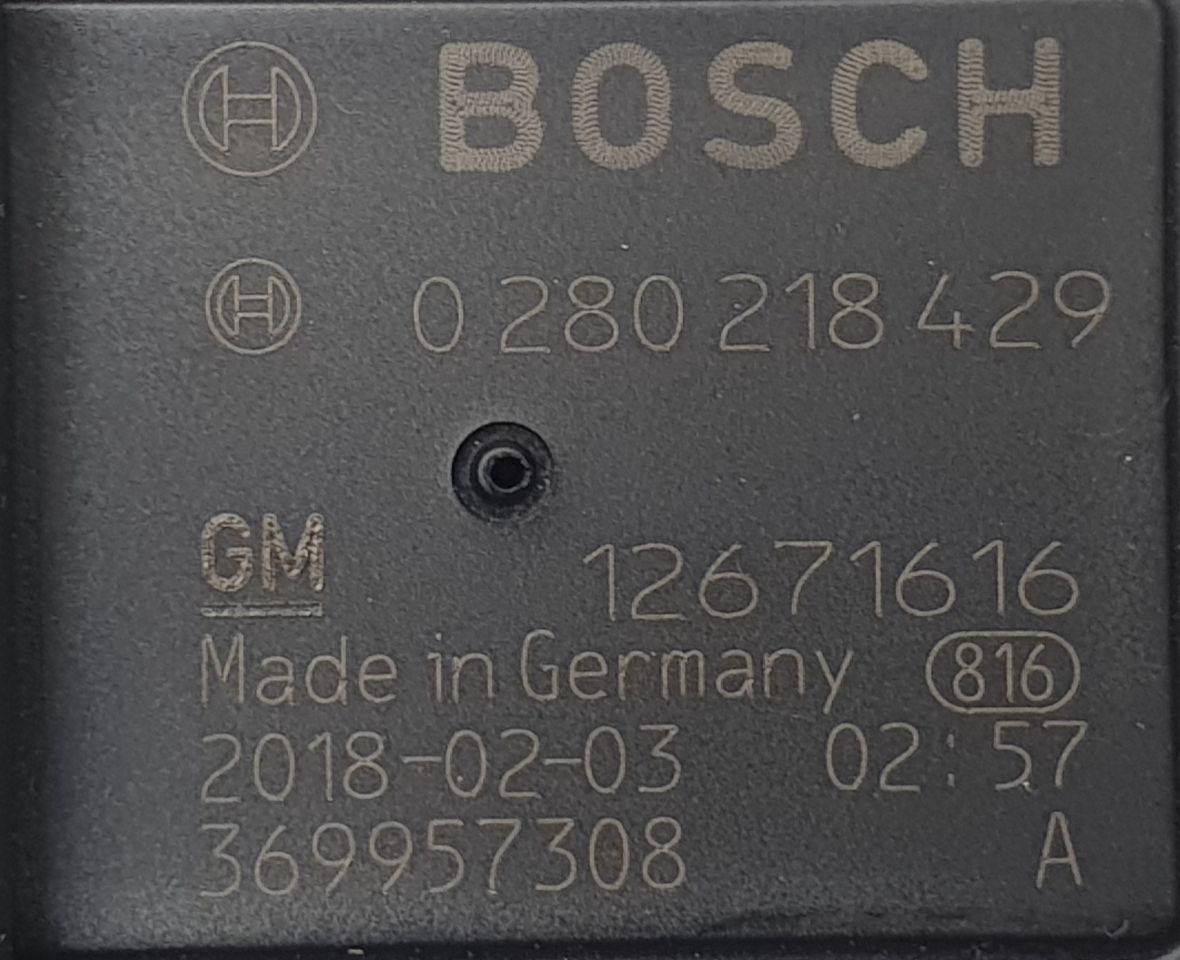 BOSCH
0 280 218 429
GM
12671616
Made in Germany 816
2018-02-03 02:57
369957308 A